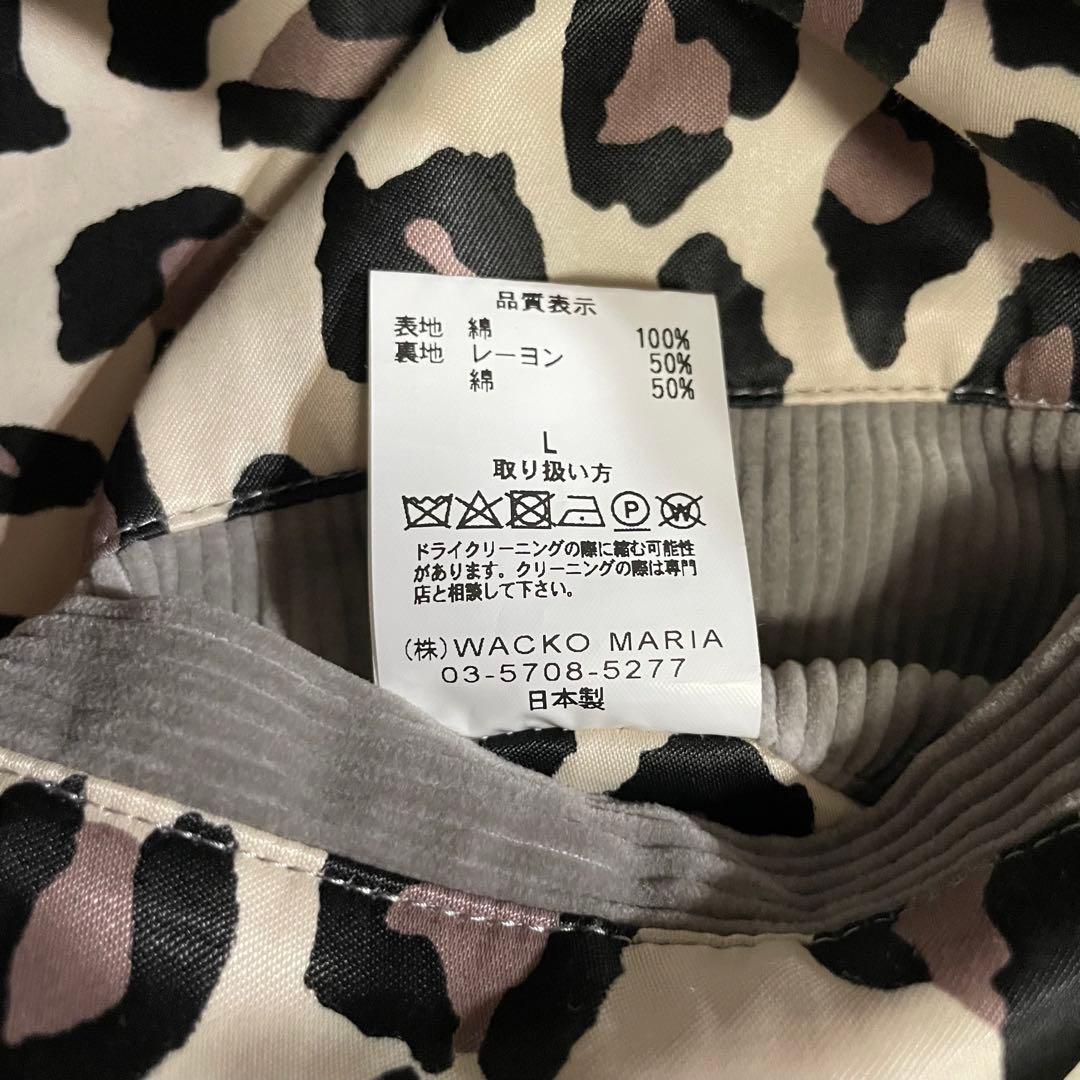 品質表示
表地 綿 100%
裏地 レーヨン 50%
綿 50%
L
取り扱い方
P W
ドライクリーニングの際に縮む可能性
があります。クリーニングの際は専門
店と相談して下さい。
(株)WACKO MARIA
03-5708-5277
日本製